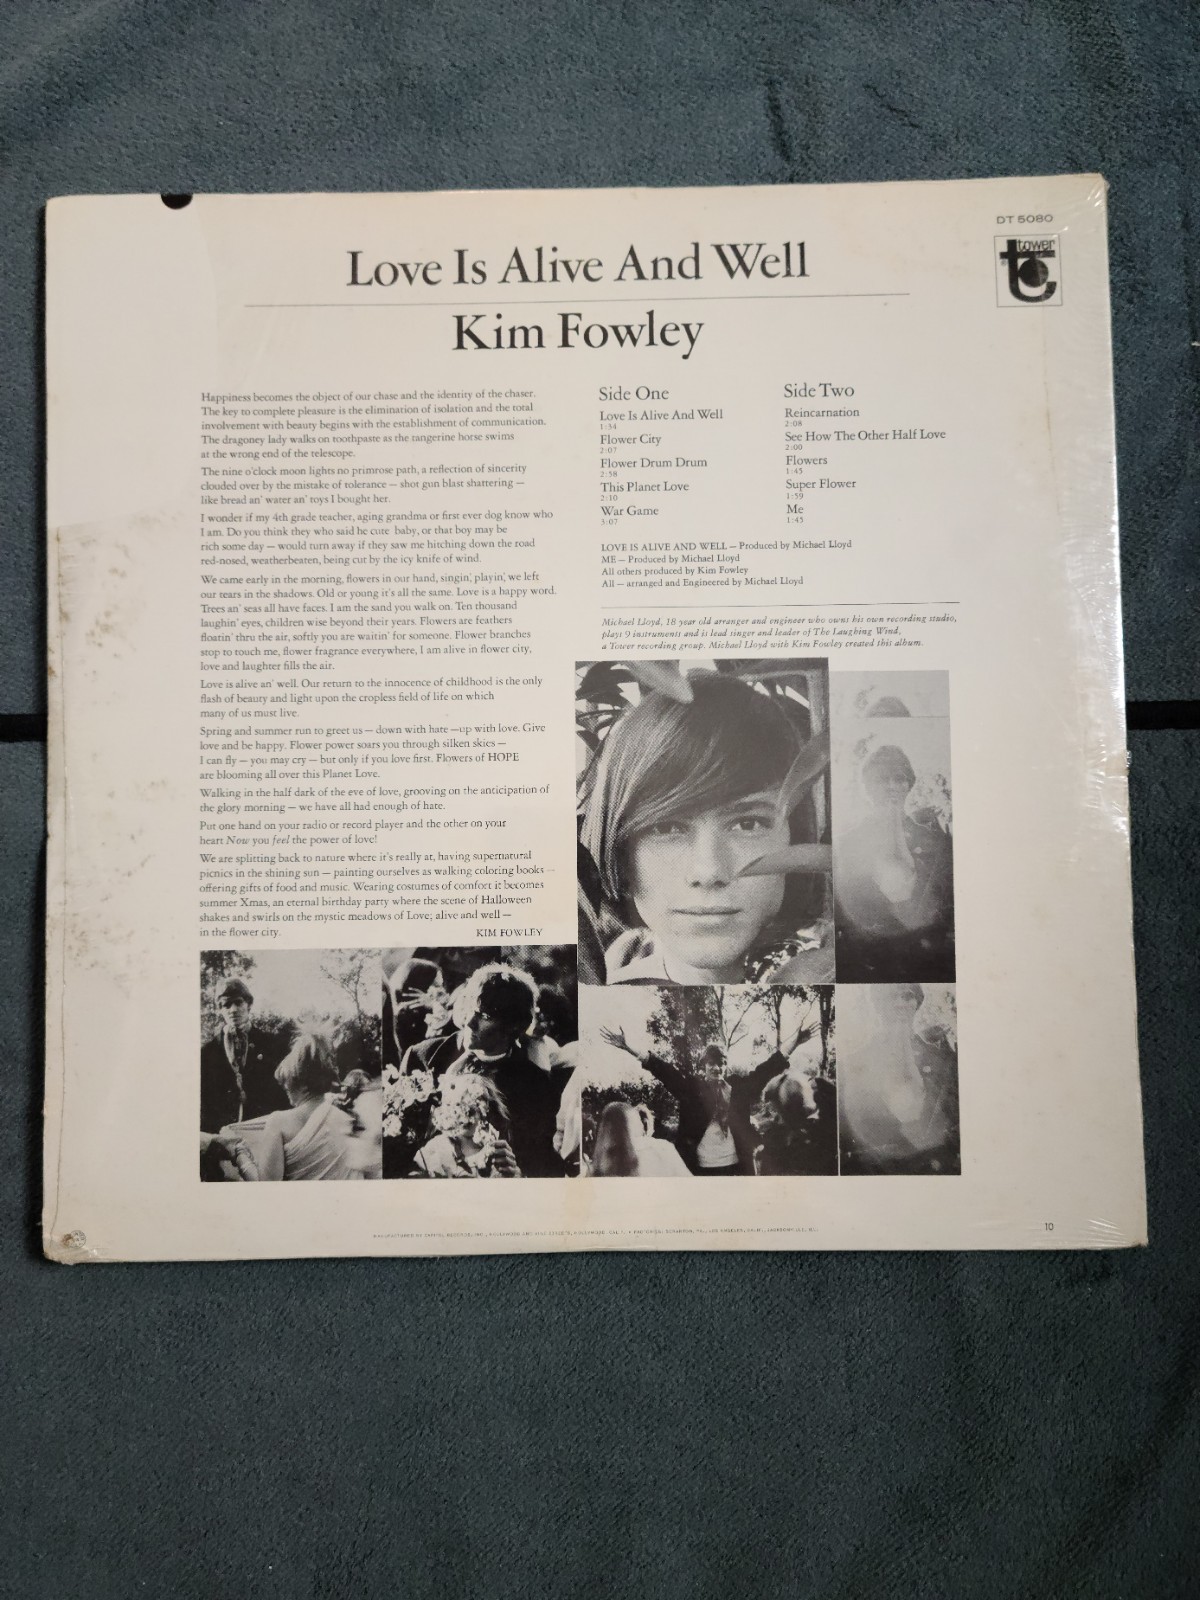 DT 5080
tower
Love Is Alive And Well
Kim Fowley
Happiness becomes the object of our chase and the identity of the chaser.
The key to complete pleasure is the elimination of isolation and the total
involvement with beauty begins with the establishment of communication.
The dragoney lady walks on toothpaste as the tangerine horse swims
at the wrong end of the telescope.
The nine o'clock moon lights no primrose path, a reflection of sincerity
clouded over by the mistake of tolerance — shot gun blast shattering —
like bread an' water an' toys I bought her.
I wonder if my 4th grade teacher, aging grandma or first ever dog know who
I am. Do you think they who said he cute baby, or that boy may be
rich some day — would turn away if they saw me hitching down the road
red-nosed, weatherbeaten, being cut by the icy knife of wind.
We came early in the morning, flowers in our hand, singin', playin', we left
our tears in the shadows. Old or young it's all the same. Love is a happy word.
Trees an' seas all have faces. I am the sand you walk on. Ten thousand
laughin' eyes, children wise beyond their years. Flowers are feathers
floatin' thru the air, softly you are waitin' for someone. Flower branches
stop to touch me, flower fragrance everywhere, I am alive in flower city,
love and laughter fills the air.
Love is alive an' well. Our return to the innocence of childhood is the only
flash of beauty and light upon the cropless field of life on which
many of us must live.
Spring and summer run to greet us — down with hate — up with love. Give
love and be happy. Flower power soars you through silken skies —
I can fly — you may cry — but only if you love first. Flowers of HOPE
are blooming all over this Planet Love.
Walking in the half dark of the eve of love, grooving on the anticipation of
the glory morning — we have all had enough of hate.
Put one hand on your radio or record player and the other on your
heart Now you feel the power of love!
We are splitting back to nature where it's really at, having supernatural
picnics in the shining sun — painting ourselves as walking coloring books —
offering gifts of food and music. Wearing costumes of comfort it becomes
summer Xmas, an eternal birthday party where the scene of Halloween
shakes and swirls on the mystic meadows of Love; alive and well —
in the flower city.
KIM FOWLEY
Side One
Love Is Alive And Well
1:34
Flower City
2:07
Flower Drum Drum
2:58
This Planet Love
2:10
War Game
3:07
Side Two
Reincarnation
2:08
See How The Other Half Love
2:00
Flowers
1:45
Super Flower
1:59
Me
1:45
LOVE IS ALIVE AND WELL — Produced by Michael Lloyd
ME — Produced by Michael Lloyd
All others produced by Kim Fowley
All — arranged and Engineered by Michael Lloyd
Michael Lloyd, 18 year old arranger and engineer who owns his own recording studio,
plays 9 instruments and is lead singer and leader of The Laughing Wind,
a Tower recording group. Michael Lloyd with Kim Fowley created this album.
MANUFACTURED BY CAPITOL RECORDS, INC.,
10